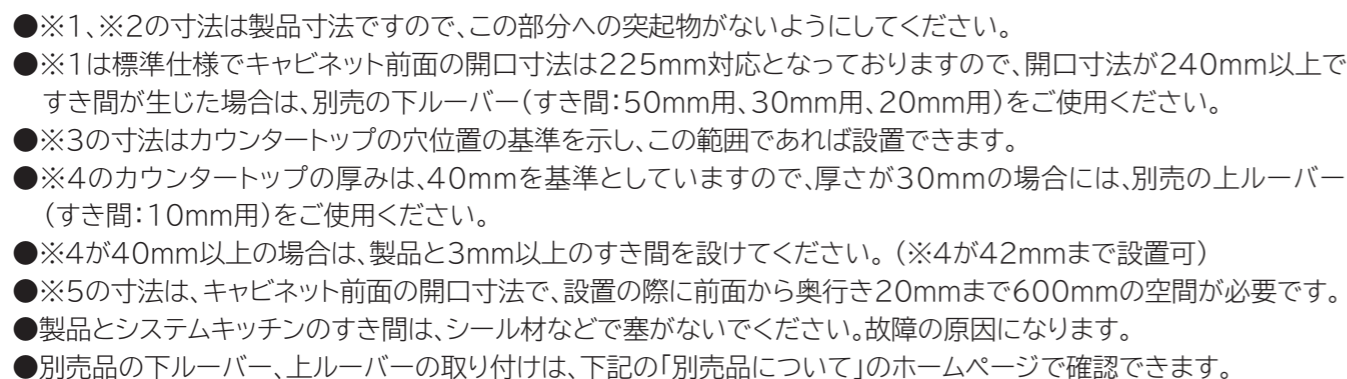 ●※1、※2の寸法は製品寸法ですので、この部分への突起物がないようにしてください。
●※1は標準仕様でキャビネット前面の開口寸法は225mm対応となっておりますので、開口寸法が240mm以上で
すき間が生じた場合は、別売の下ルーバー(すき間:50mm用、30mm用、20mm用)をご使用ください。
●※3の寸法はカウンタートップの穴位置の基準を示し、この範囲であれば設置できます。
●※4のカウンタートップの厚みは、40mmを基準としていますので、厚さが30mmの場合には、別売の上ルーバー
(すき間:10mm用)をご使用ください。
●※4が40mm以上の場合は、製品と3mm以上のすき間を設けてください。(※4が42mmまで設置可)
●※5の寸法は、キャビネット前面の開口寸法で、設置の際に前面から奥行き20mmまで600mmの空間が必要です。
●製品とシステムキッチンのすき間は、シール材などで塞がないでください。故障の原因になります。
●別売品の下ルーバー、上ルーバーの取り付けは、下記の「別売品について」のホームページで確認できます。